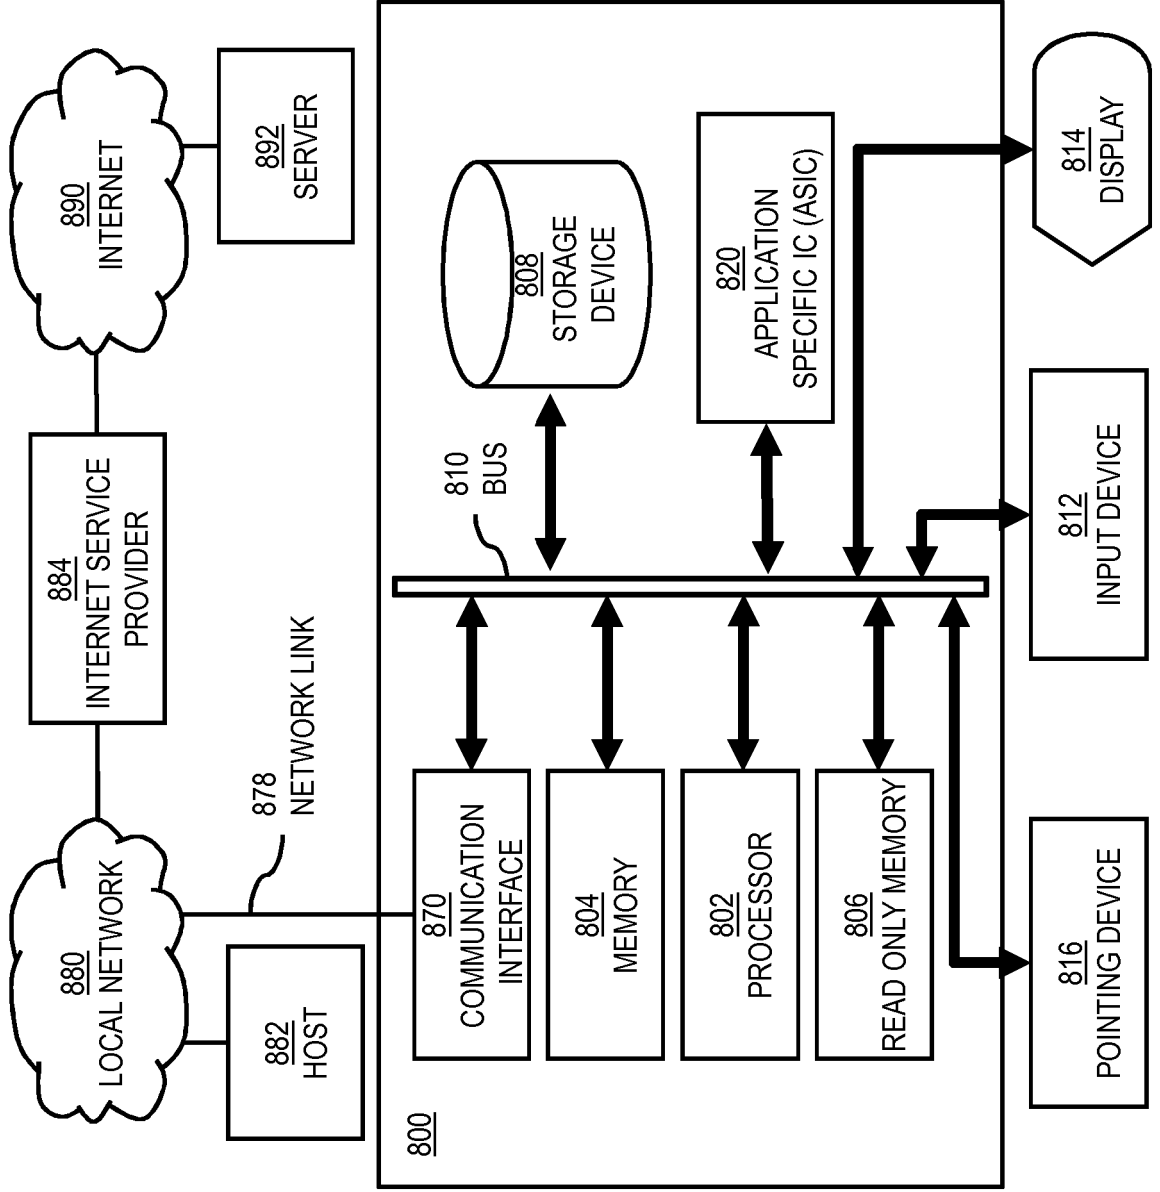 800
816
POINTING DEVICE
812
INPUT DEVICE
814
DISPLAY
870
COMMUNICATION
INTERFACE
804
MEMORY
802
PROCESSOR
806
READ ONLY MEMORY
810
BUS
808
STORAGE
DEVICE
820
APPLICATION
SPECIFIC IC (ASIC)
880
LOCAL NETWORK
882
HOST
878
NETWORK LINK
884
INTERNET SERVICE
PROVIDER
890
INTERNET
892
SERVER